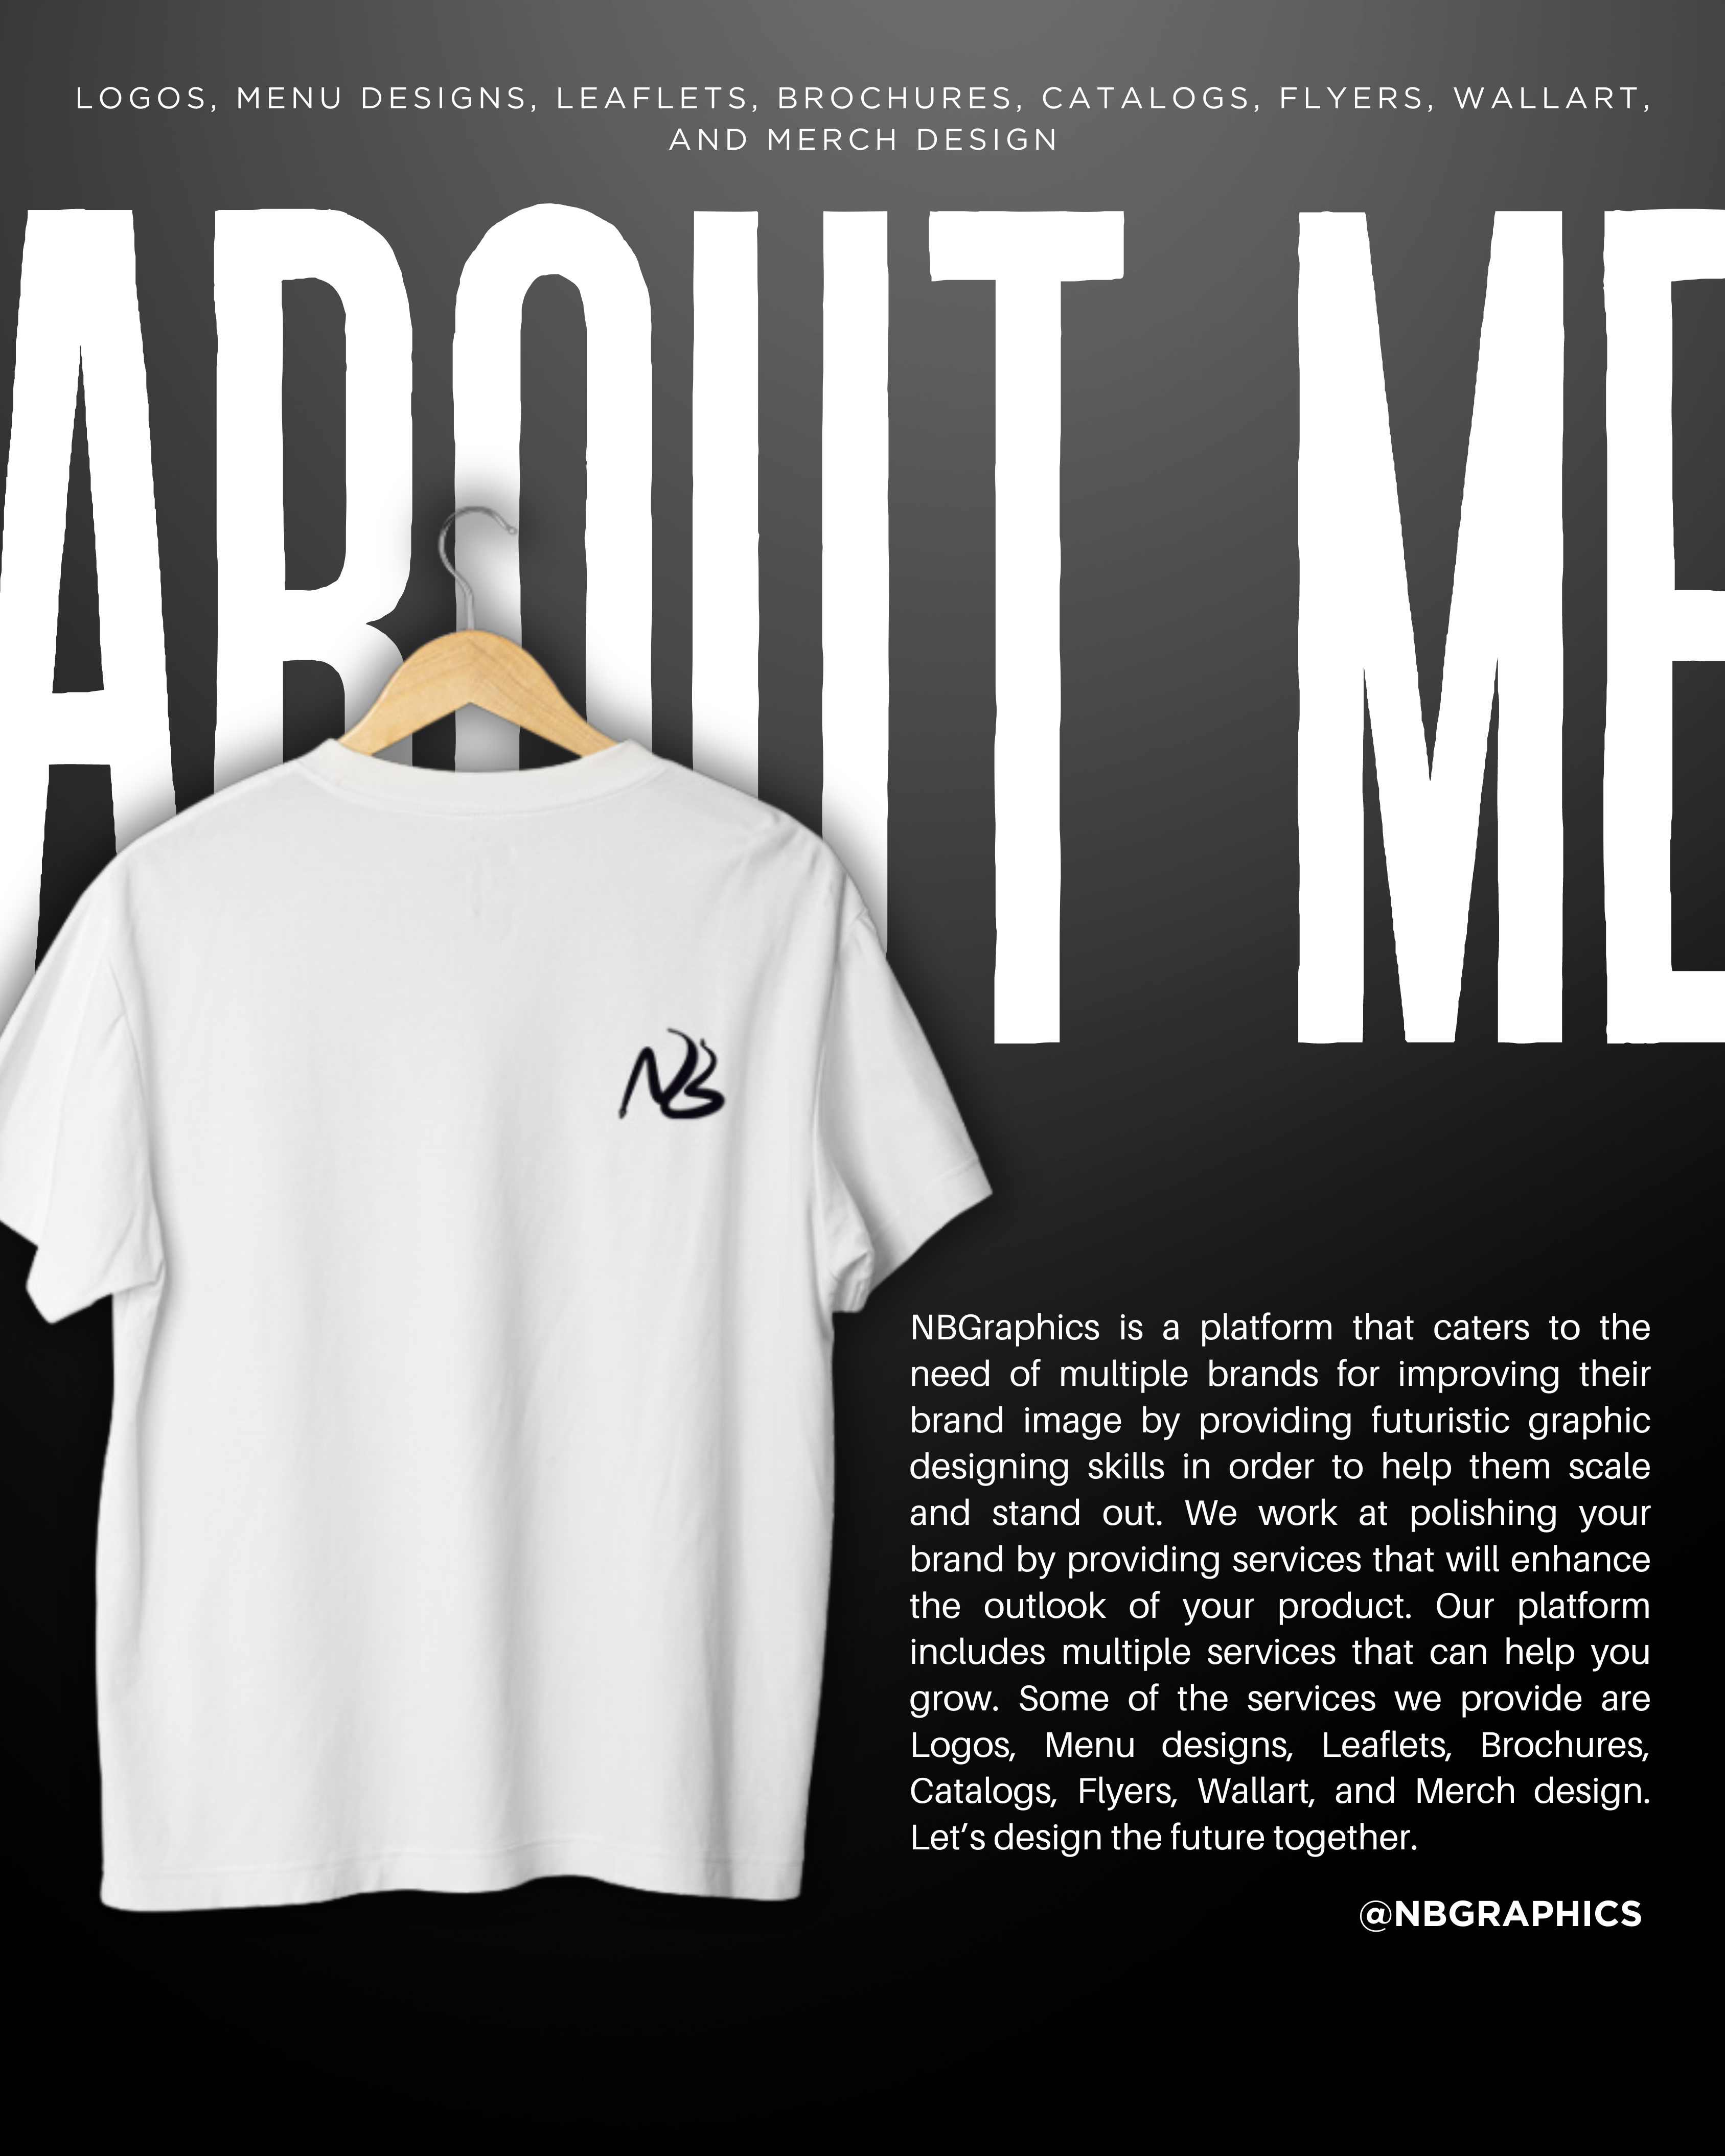 LOGOS, MENU DESIGNS, LEAFLETS, BROCHURES, CATALOGS, FLYERS, WALLART,
AND MERCH DESIGN
ABOUT ME
NB
NBGraphics is a platform that caters to the
need of multiple brands for improving their
brand image by providing futuristic graphic
designing skills in order to help them scale
and stand out. We work at polishing your
brand by providing services that will enhance
the outlook of your product. Our platform
includes multiple services that can help you
grow. Some of the services we provide are
Logos, Menu designs, Leaflets, Brochures,
Catalogs, Flyers, Wallart, and Merch design.
Let’s design the future together.
@NBGRAPHICS